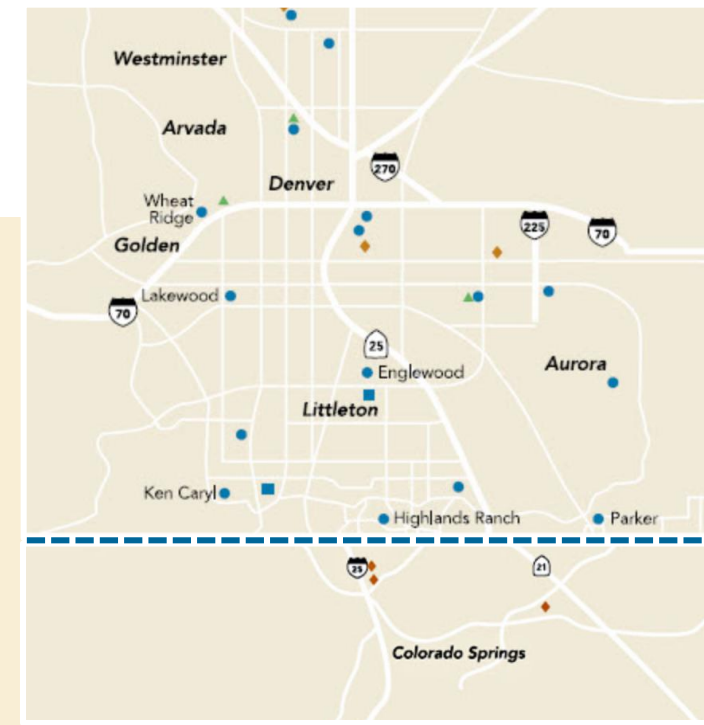 Westminster
Arvada
270
Denver
Wheat
Ridge
225
70
Golden
Lakewood
70
25
Aurora
Englewood
Littleton
Ken Caryl
Highlands Ranch
Parker
25
21
Colorado Springs